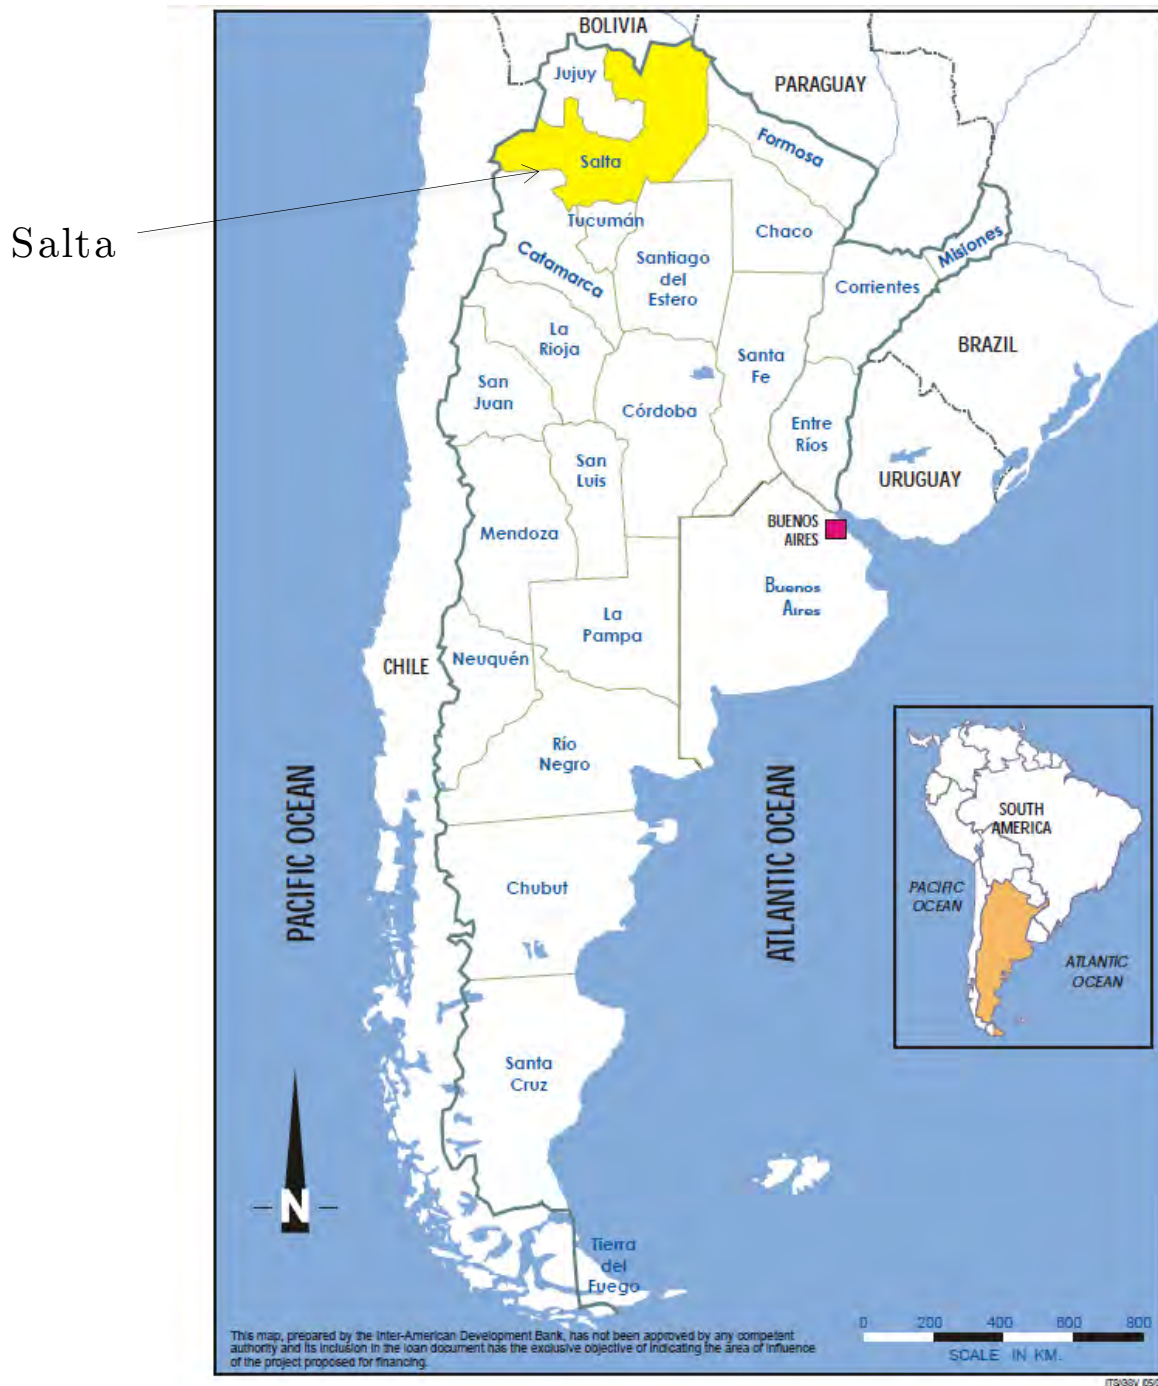 BOLIVIA
Jujuy
PARAGUAY
Formosa
Salta
Salta
Tucumán
Chaco
Misiones
Catamarca
Santiago
del
Estero
Corrientes
La
Rioja
BRAZIL
Santa
Fe
San
Juan
Córdoba
Entre
Ríos
San
Luis
URUGUAY
Mendoza
BUENOS
AIRES
Buenos
Aires
La
Pampa
CHILE
Neuquén
Río
Negro
PACIFIC OCEAN
ATLANTIC OCEAN
SOUTH
AMERICA
PACIFIC
OCEAN
ATLANTIC
OCEAN
Chubut
Santa
Cruz
N
Tierra
del
Fuego
This map, prepared by the Inter-American Development Bank, has not been approved by any competent
authority and its inclusion in the loan document has the exclusive objective of indicating the area of influence
of the project proposed for financing.
0 200 400 600 800
SCALE IN KM.